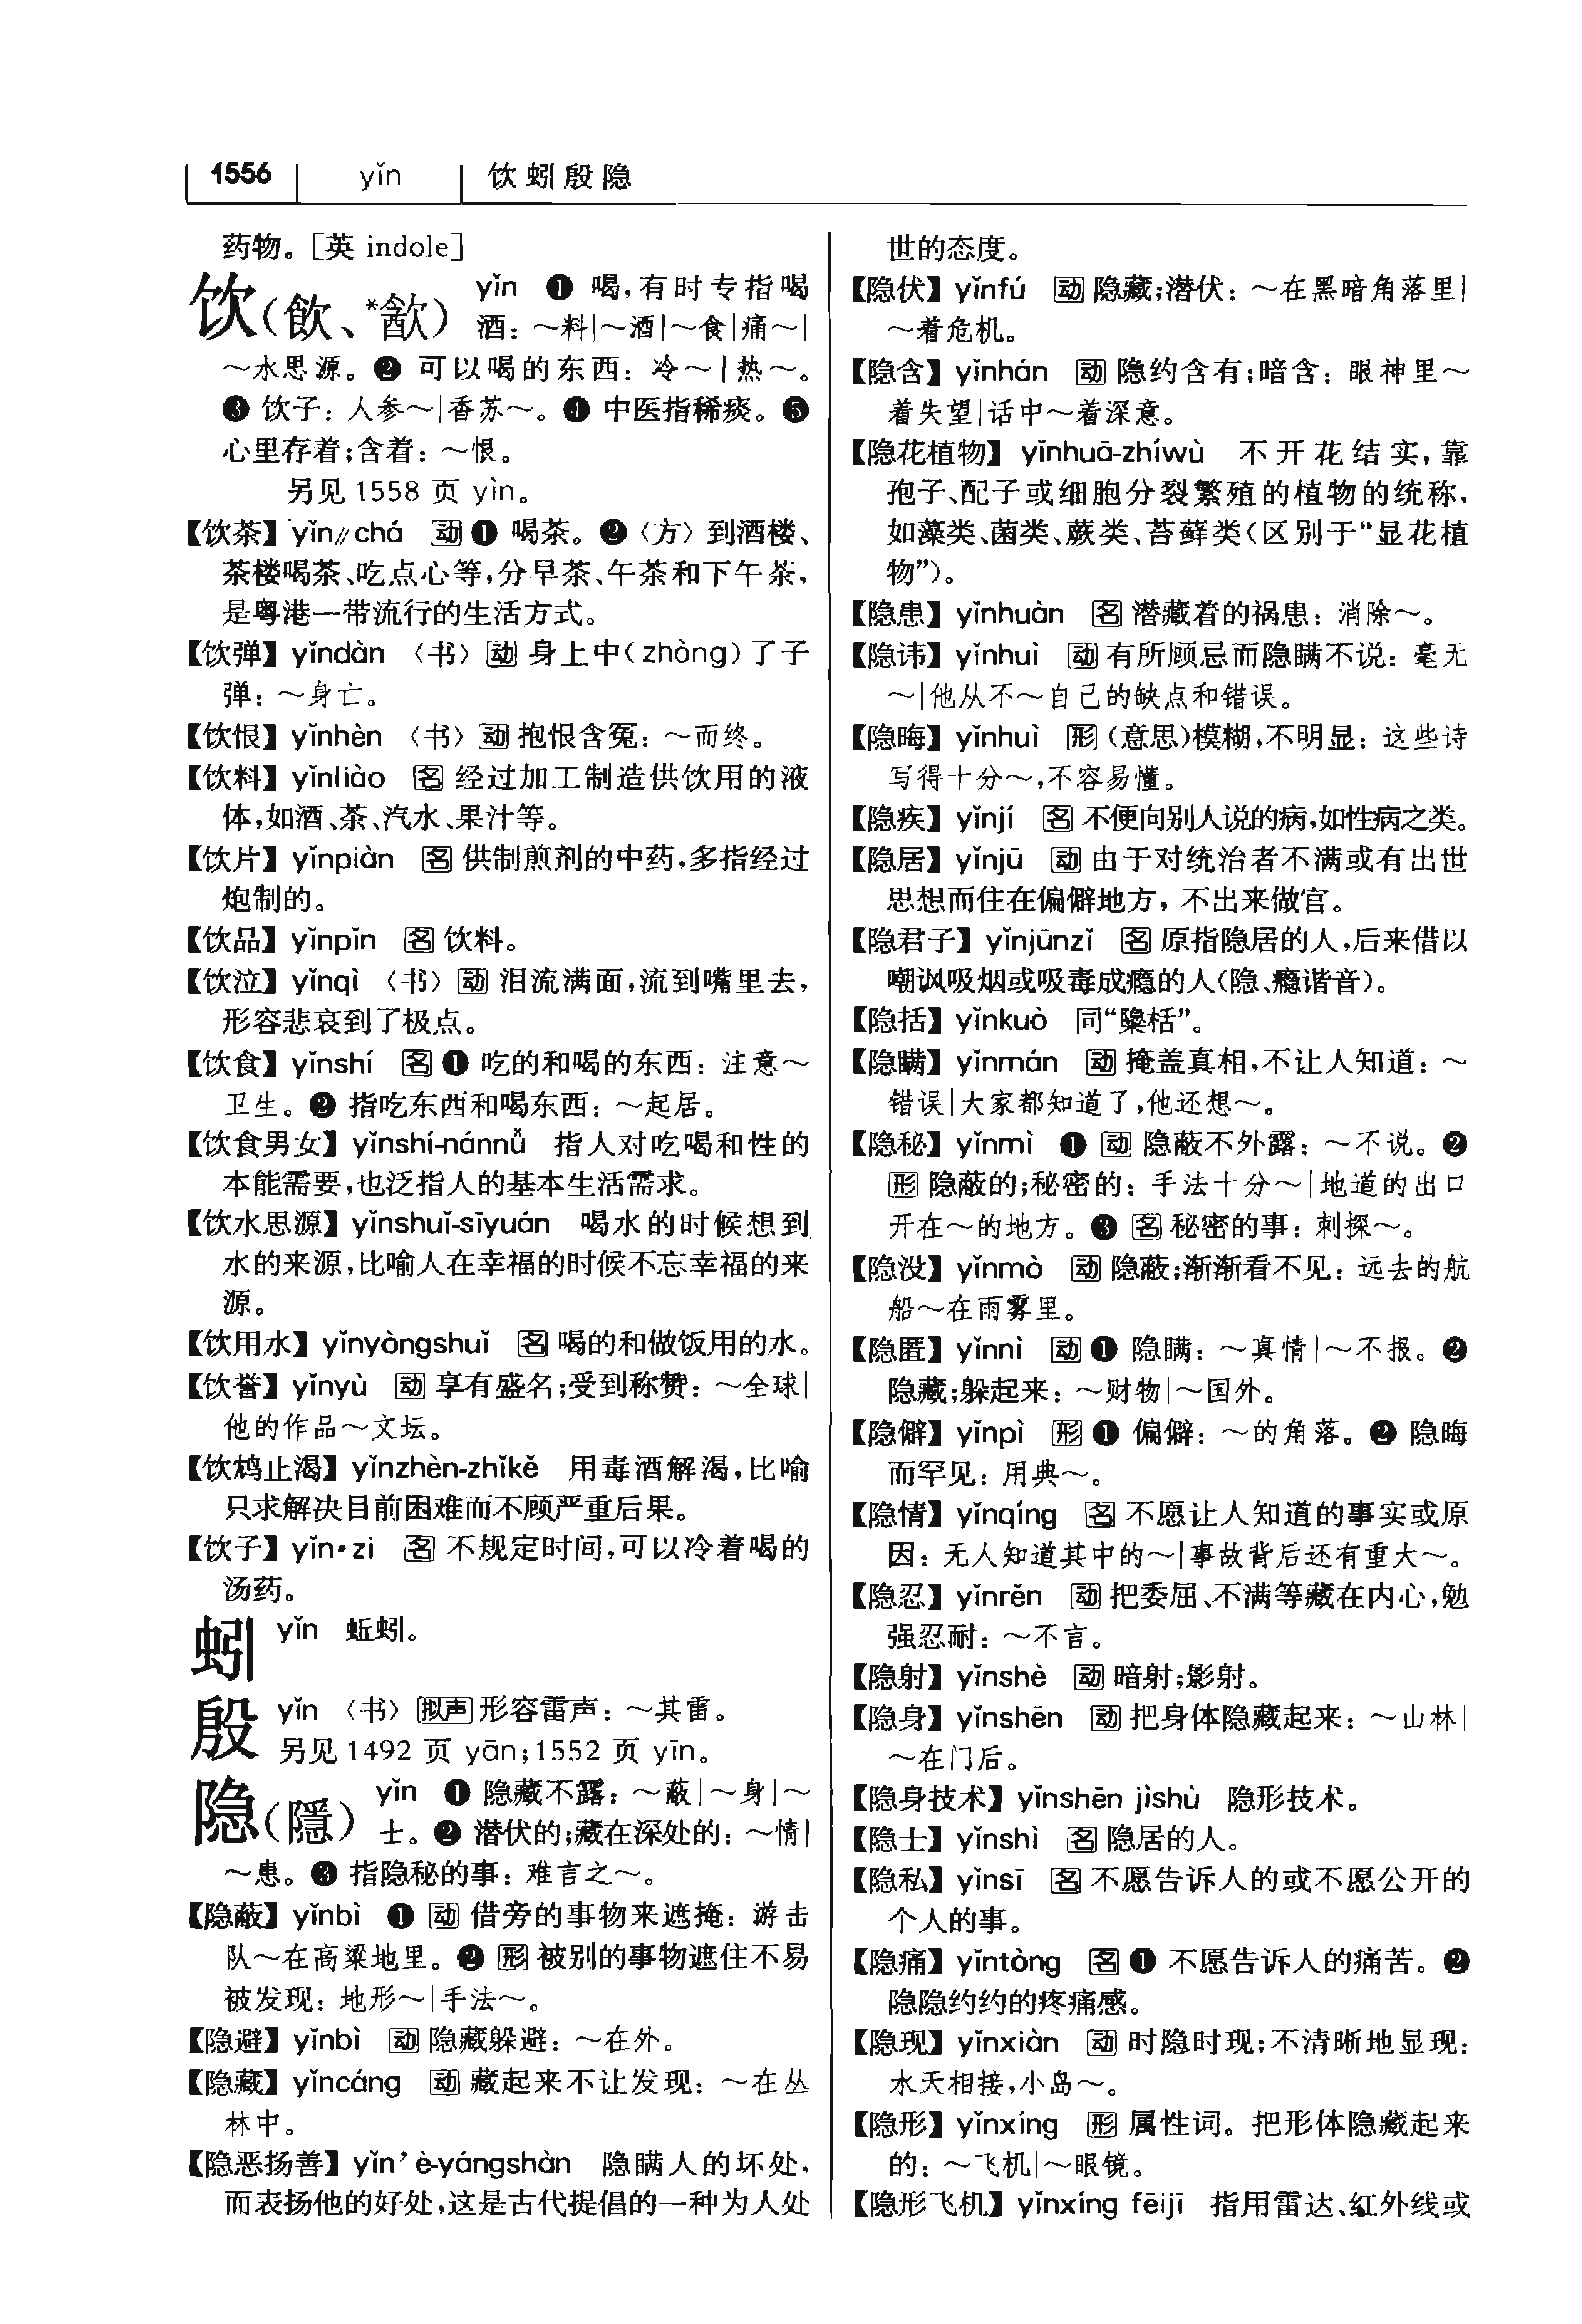 1556 yǐn 饮蚓殷隐
药物。[英 indole]
饮(飲、*㱃) yǐn ❶ 喝,有时专指喝
酒：～料|～酒|～食|痛～|
～水思源。❷ 可以喝的东西：冷～|热～。
❸ 饮子：人参～|香苏～。❹ 中医指稀痰。❺
心里存着;含着：～恨。
另见 1558 页 yìn。
【饮茶】yǐn∥chá 动 ❶ 喝茶。❷〈方〉到酒楼、
茶楼喝茶、吃点心等,分早茶、午茶和下午茶,
是粤港一带流行的生活方式。
【饮弹】yǐndàn 〈书〉动 身上中(zhòng)了子
弹：～身亡。
【饮恨】yǐnhèn 〈书〉动 抱恨含冤：～而终。
【饮料】yǐnliào 名 经过加工制造供饮用的液
体,如酒、茶、汽水、果汁等。
【饮片】yǐnpiàn 名 供制煎剂的中药,多指经过
炮制的。
【饮品】yǐnpǐn 名 饮料。
【饮泣】yǐnqì 〈书〉动 泪流满面,流到嘴里去,
形容悲哀到了极点。
【饮食】yǐnshí 名 ❶ 吃的和喝的东西：注意～
卫生。❷ 指吃东西和喝东西：～起居。
【饮食男女】yǐnshí-nánnǚ 指人对吃喝和性的
本能需要,也泛指人的基本生活需求。
【饮水思源】yǐnshuǐ-sīyuán 喝水的时候想到
水的来源,比喻人在幸福的时候不忘幸福的来
源。
【饮用水】yǐnyòngshuǐ 名 喝的和做饭用的水。
【饮誉】yǐnyù 动 享有盛名;受到称赞：～全球|
他的作品～文坛。
【饮鸩止渴】yǐnzhèn-zhǐkě 用毒酒解渴,比喻
只求解决目前困难而不顾严重后果。
【饮子】yǐn·zi 名 不规定时间,可以冷着喝的
汤药。
蚓 yǐn 蚯蚓。
殷 yǐn 〈书〉拟声 形容雷声：～其雷。
另见 1492 页 yān;1552 页 yīn。
隐(隱) yǐn ❶ 隐藏不露：～蔽|～身|～
士。❷ 潜伏的;藏在深处的：～情|
～患。❸ 指隐秘的事：难言之～。
【隐蔽】yǐnbì ❶ 动 借旁的事物来遮掩：游击
队～在高粱地里。❷ 形 被别的事物遮住不易
被发现：地形～|手法～。
【隐避】yǐnbì 动 隐藏躲避：～在外。
【隐藏】yǐncáng 动 藏起来不让发现：～在丛
林中。
【隐恶扬善】yǐn’è-yángshàn 隐瞒人的坏处,
而表扬他的好处,这是古代提倡的一种为人处
世的态度。
【隐伏】yǐnfú 动 隐藏;潜伏：～在黑暗角落里|
～着危机。
【隐含】yǐnhán 动 隐约含有;暗含：眼神里～
着失望|话中～着深意。
【隐花植物】yǐnhuā-zhíwù 不开花结实,靠
孢子、配子或细胞分裂繁殖的植物的统称,
如藻类、菌类、蕨类、苔藓类(区别于“显花植
物”)。
【隐患】yǐnhuàn 名 潜藏着的祸患：消除～。
【隐讳】yǐnhuì 动 有所顾忌而隐瞒不说：毫无
～|他从不～自己的缺点和错误。
【隐晦】yǐnhuì 形 (意思)模糊,不明显：这些诗
写得十分～,不容易懂。
【隐疾】yǐnjí 名 不便向别人说的病,如性病之类。
【隐居】yǐnjū 动 由于对统治者不满或有出世
思想而住在偏僻地方，不出来做官。
【隐君子】yǐnjūnzǐ 名 原指隐居的人,后来借以
嘲讽吸烟或吸毒成瘾的人(隐、瘾谐音)。
【隐括】yǐnkuò 同“檃栝”。
【隐瞒】yǐnmán 动 掩盖真相,不让人知道：～
错误|大家都知道了,他还想～。
【隐秘】yǐnmì ❶ 动 隐蔽不外露：～不说。❷
形 隐蔽的;秘密的：手法十分～|地道的出口
开在～的地方。❸ 名 秘密的事：刺探～。
【隐没】yǐnmò 动 隐蔽;渐渐看不见：远去的航
船～在雨雾里。
【隐匿】yǐnnì 动 ❶ 隐瞒：～真情|～不报。❷
隐藏;躲起来：～财物|～国外。
【隐僻】yǐnpì 形 ❶ 偏僻：～的角落。❷ 隐晦
而罕见：用典～。
【隐情】yǐnqíng 名 不愿让人知道的事实或原
因：无人知道其中的～|事故背后还有重大～。
【隐忍】yǐnrěn 动 把委屈、不满等藏在内心,勉
强忍耐：～不言。
【隐射】yǐnshè 动 暗射;影射。
【隐身】yǐnshēn 动 把身体隐藏起来：～山林|
～在门后。
【隐身技术】yǐnshēn jìshù 隐形技术。
【隐士】yǐnshì 名 隐居的人。
【隐私】yǐnsī 名 不愿告诉人的或不愿公开的
个人的事。
【隐痛】yǐntòng 名 ❶ 不愿告诉人的痛苦。❷
隐隐约约的疼痛感。
【隐现】yǐnxiàn 动 时隐时现;不清晰地显现：
水天相接,小岛～。
【隐形】yǐnxíng 形 属性词。把形体隐藏起来
的：～飞机|～眼镜。
【隐形飞机】yǐnxíng fēijī 指用雷达、红外线或